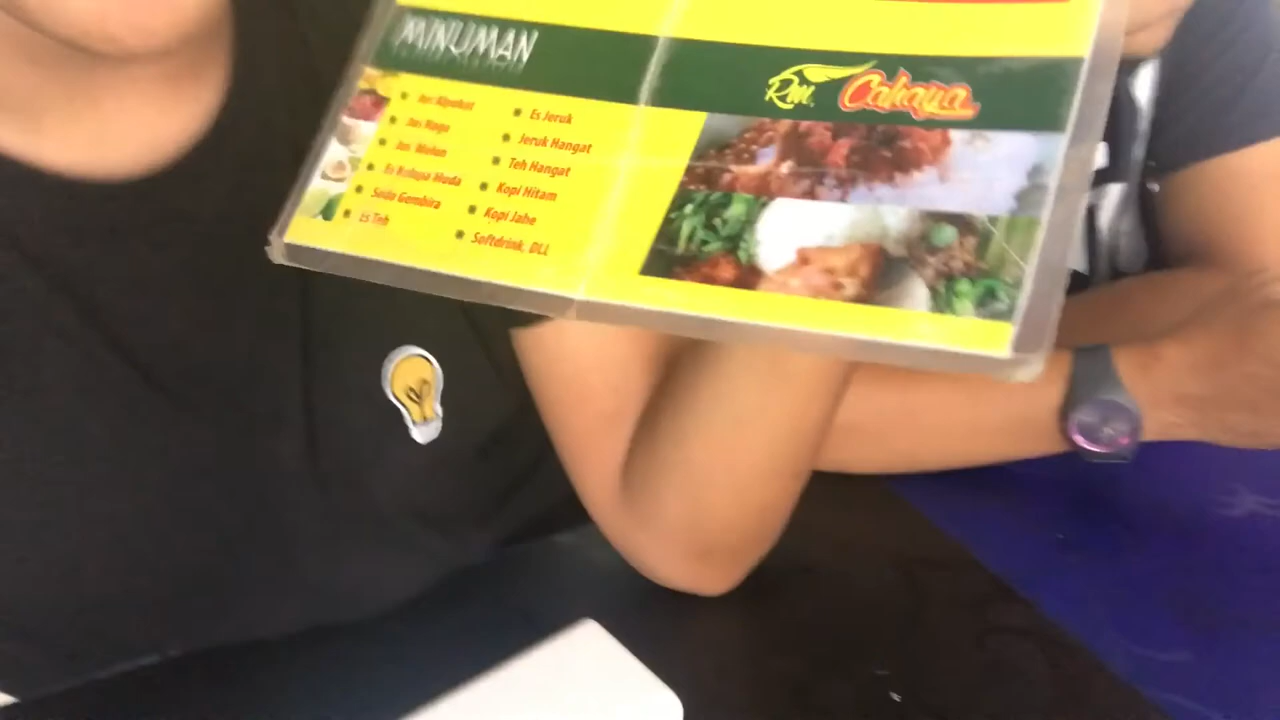 MINUMAN
RM. Cahaya
Jus Alpukat
Jus Naga
Jus Melon
Es Kelapa Muda
Soda Gembira
Es Teh
Es Jeruk
Jeruk Hangat
Teh Hangat
Kopi Hitam
Kopi Jahe
Softdrink, DLL